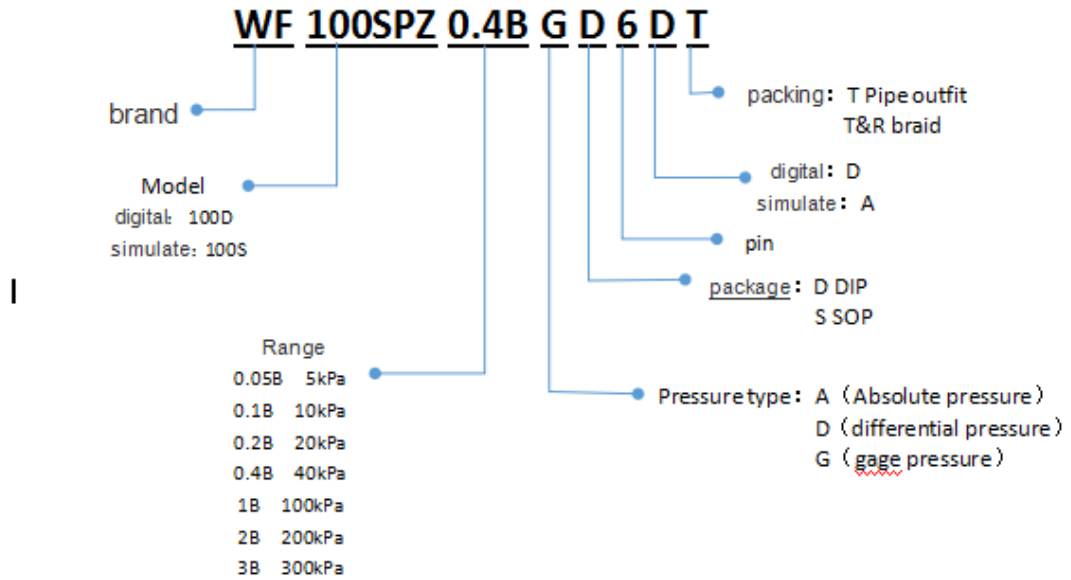 WF 100SPZ 0.4B G D 6 D T
brand
packing：T Pipe outfit
T&R braid
Model
digital：100D
simulate：100S
digital：D
simulate：A
pin
package：D DIP
S SOP
Range
0.05B 5kPa
0.1B 10kPa
0.2B 20kPa
0.4B 40kPa
1B 100kPa
2B 200kPa
3B 300kPa
Pressure type：A（Absolute pressure）
D（differential pressure）
G（gage pressure）